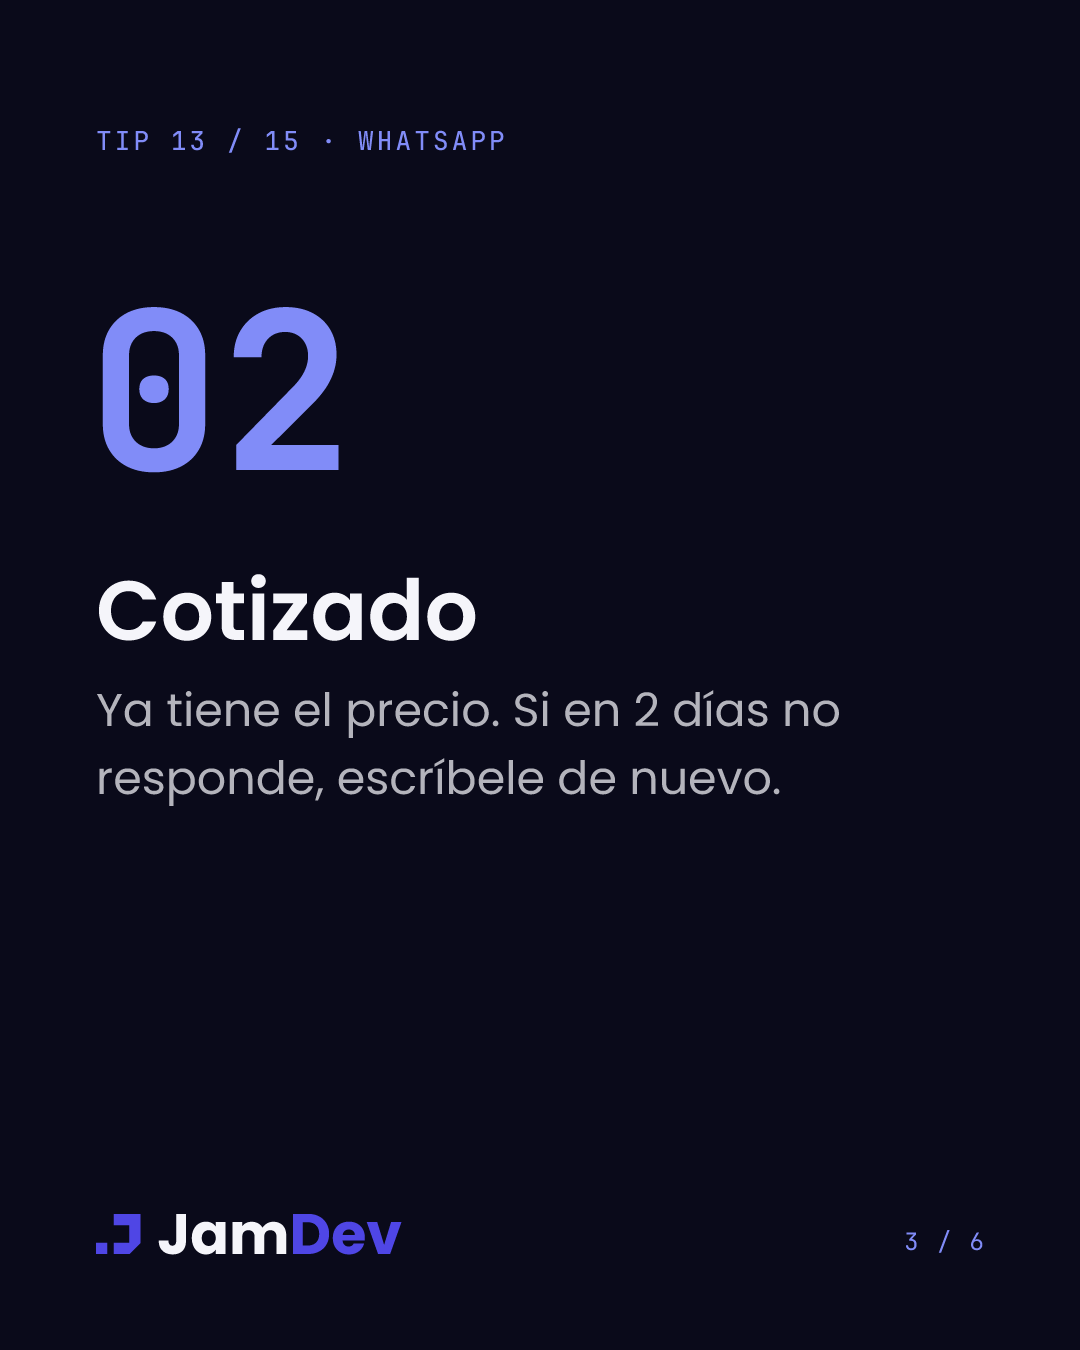 TIP 13 / 15 · WHATSAPP
02
Cotizado
Ya tiene el precio. Si en 2 días no
responde, escríbele de nuevo.
JamDev
3 / 6